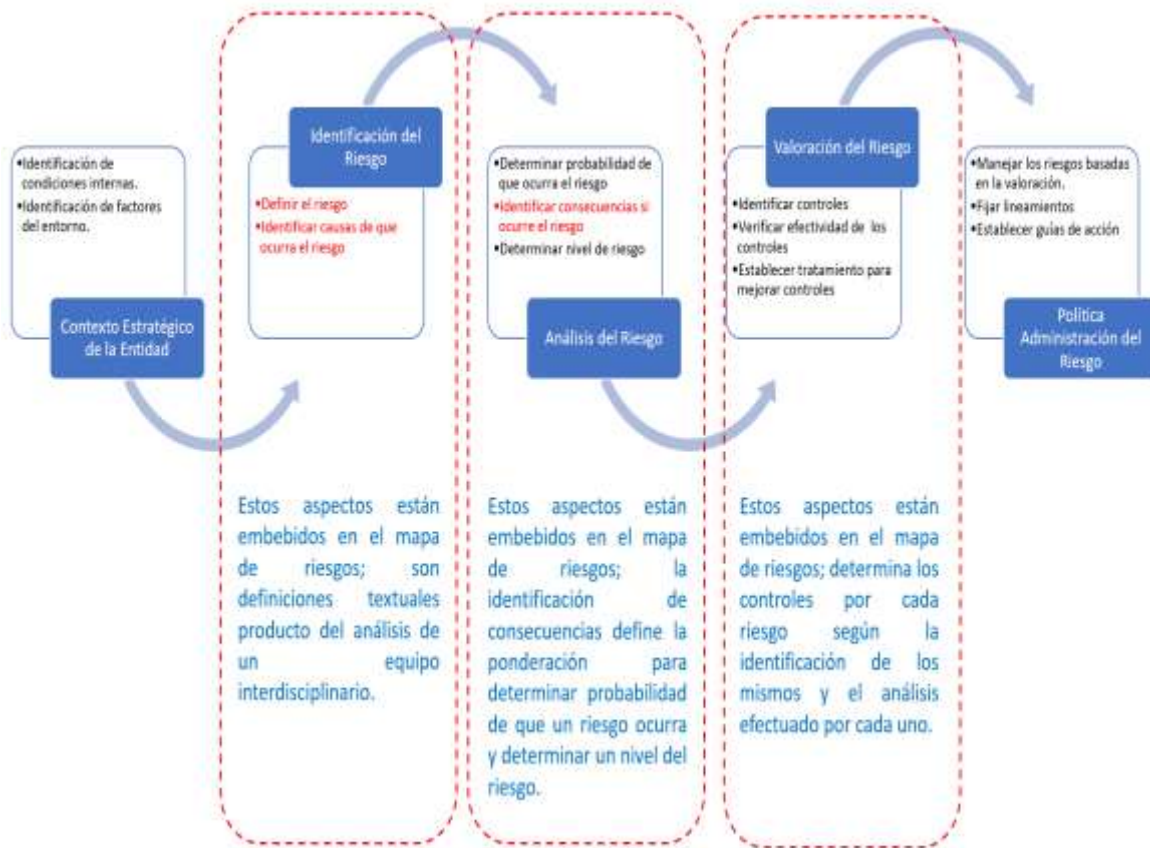 •Identificación de
condiciones internas.
•Identificación de factores
del entorno.
Contexto Estratégico
de la Entidad
Identificación del
Riesgo
•Definir el riesgo
•Identificar causas de que
ocurra el riesgo
•Determinar probabilidad de
que ocurra el riesgo
•Identificar consecuencias si
ocurre el riesgo
•Determinar nivel de riesgo
Análisis del Riesgo
Valoración del Riesgo
•Identificar controles
•Verificar efectividad de los
controles
•Establecer tratamiento para
mejorar controles
•Manejar los riesgos basadas
en la valoración.
•Fijar lineamientos
•Establecer guías de acción
Política
Administración del
Riesgo
Estos aspectos están
embebidos en el mapa
de riesgos; son
definiciones textuales
producto del análisis de
un equipo
interdisciplinario.
Estos aspectos están
embebidos en el mapa
de riesgos; la
identificación de
consecuencias define la
ponderación para
determinar probabilidad
de que un riesgo ocurra
y determinar un nivel del
riesgo.
Estos aspectos están
embebidos en el mapa
de riesgos; determina los
controles por cada
riesgo según la
identificación de los
mismos y el análisis
efectuado por cada uno.